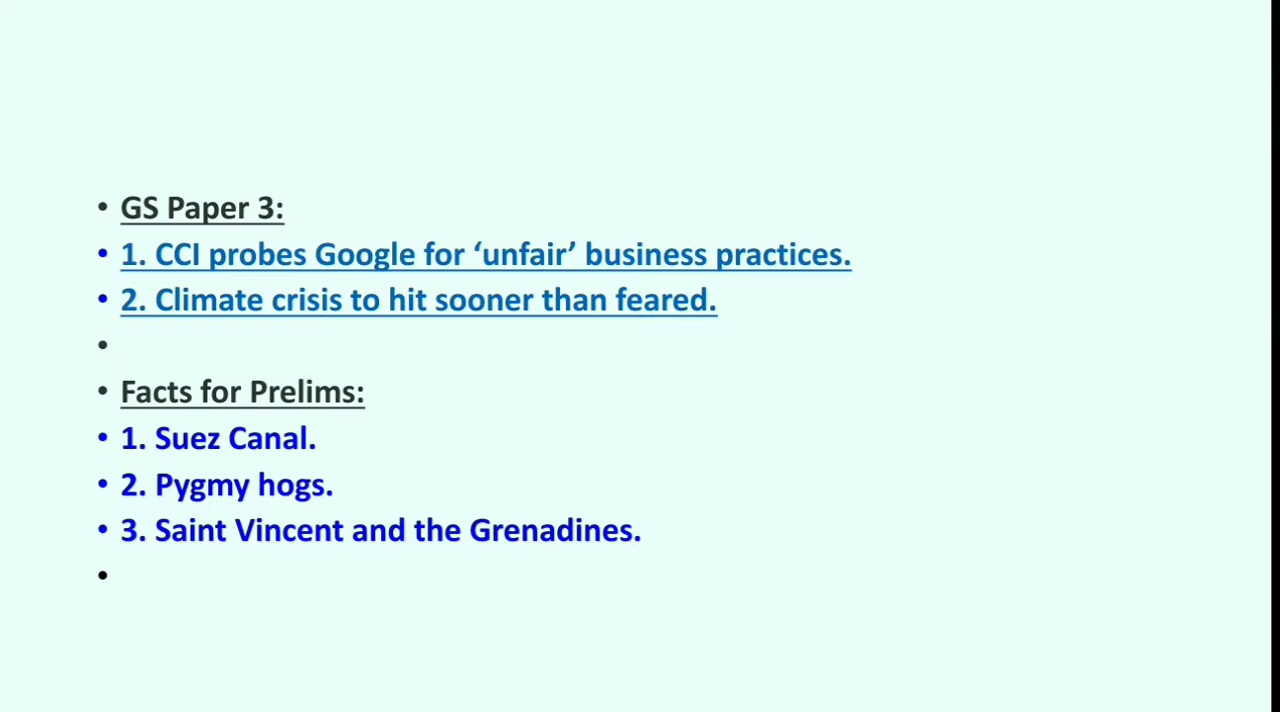 • GS Paper 3:
• 1. CCI probes Google for ‘unfair’ business practices.
• 2. Climate crisis to hit sooner than feared.
•
• Facts for Prelims:
• 1. Suez Canal.
• 2. Pygmy hogs.
• 3. Saint Vincent and the Grenadines.
•